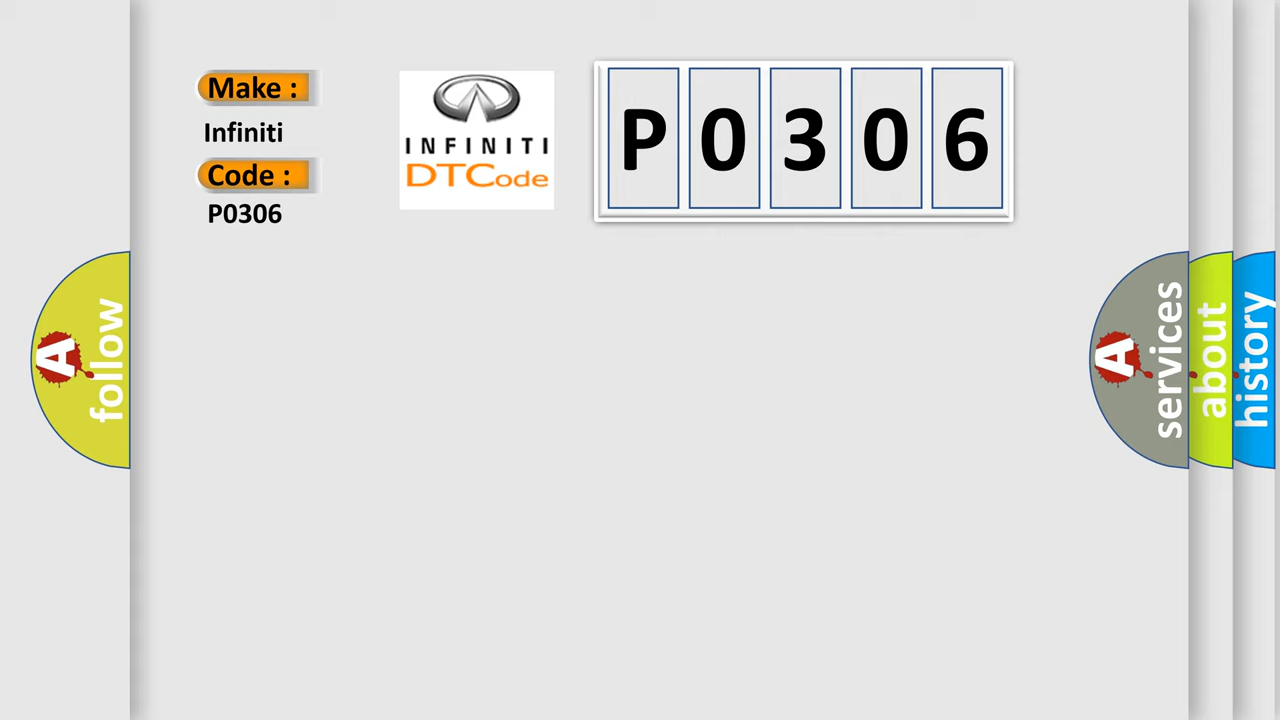 Make :
Infiniti
Code :
P0306
INFINITI
DTCode
P0306
A
follow
A
services
about
history